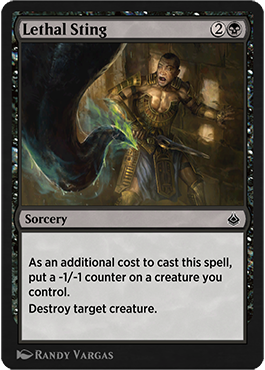 Lethal Sting 2
Sorcery
As an additional cost to cast this spell,
put a -1/-1 counter on a creature you
control.
Destroy target creature.
RANDY VARGAS